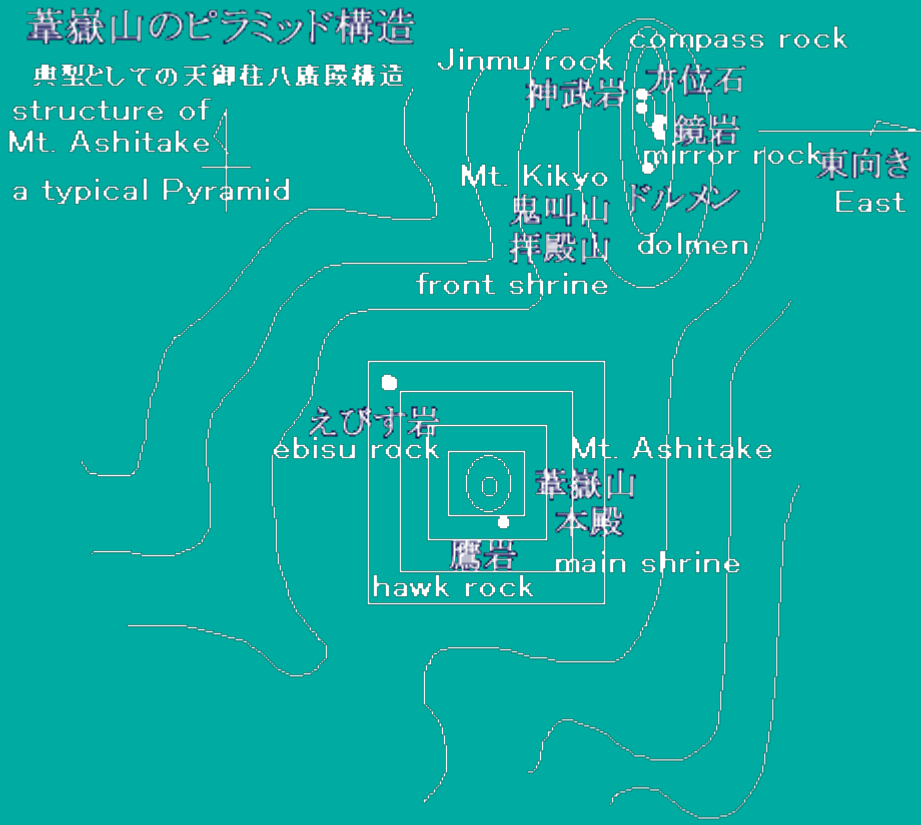 葦嶽山のピラミッド構造
典型としての天御柱八廣殿構造
structure of
Mt. Ashitake
a typical Pyramid
compass rock
方位石
Jinmu rock
神武岩
鏡岩
mirror rock
東向き
East
Mt. Kikyo
鬼叫山
拝殿山
front shrine
ドルメン
dolmen
えびす岩
ebisu rock
Mt. Ashitake
葦嶽山
本殿
main shrine
鷹岩
hawk rock